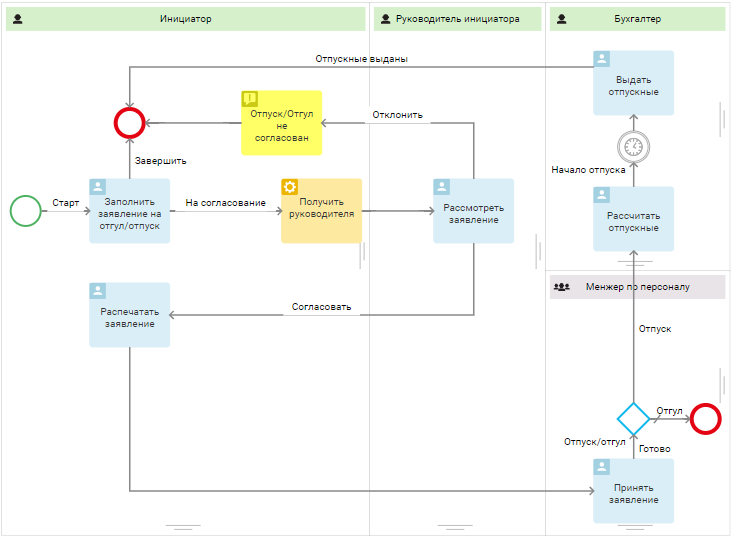 Инициатор
Руководитель инициатора
Бухгалтер
Отпускные выданы
Выдать
отпускные
Отпуск/Отгул
не
согласован
Отклонить
Завершить
Начало отпуска
Старт
Заполнить
заявление на
отгул/отпуск
На согласование
Получить
руководителя
Рассмотреть
заявление
Рассчитать
отпускные
Менжер по персоналу
Распечатать
заявление
Согласовать
Отпуск
Отгул
Отпуск/отгул
Готово
Принять
заявление